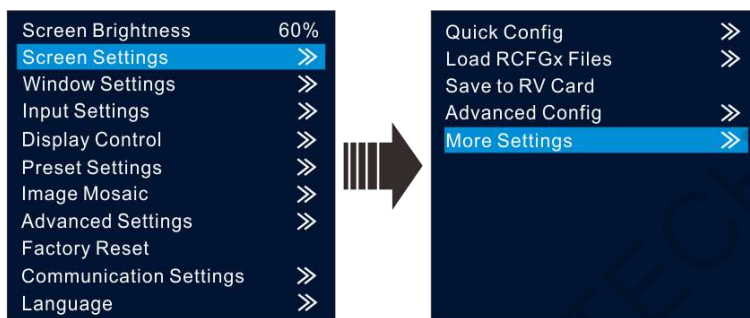 Screen Brightness 60%
Screen Settings
Window Settings
Input Settings
Display Control
Preset Settings
Image Mosaic
Advanced Settings
Factory Reset
Communication Settings
Language
Quick Config
Load RCFGx Files
Save to RV Card
Advanced Config
More Settings
TECH